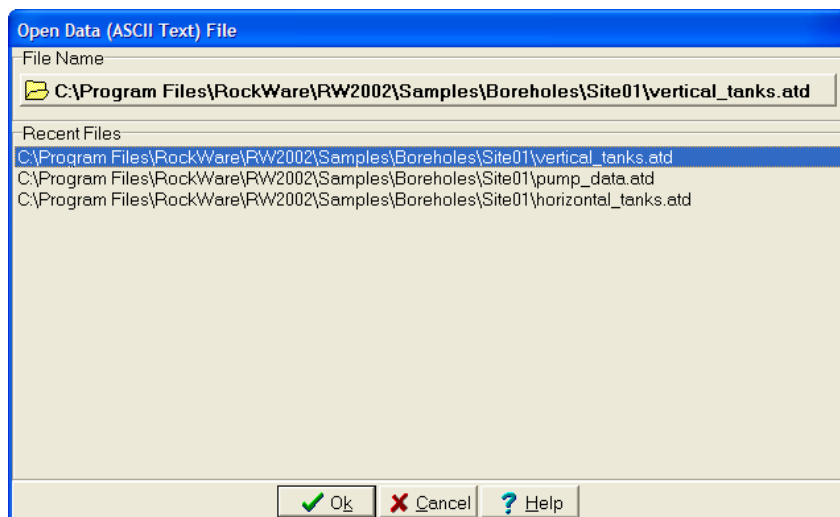 Open Data (ASCII Text) File
File Name
C:\Program Files\RockWare\RW2002\Samples\Boreholes\Site01\vertical_tanks.atd
Recent Files
C:\Program Files\RockWare\RW2002\Samples\Boreholes\Site01\vertical_tanks.atd
C:\Program Files\RockWare\RW2002\Samples\Boreholes\Site01\pump_data.atd
C:\Program Files\RockWare\RW2002\Samples\Boreholes\Site01\horizontal_tanks.atd
Ok Cancel Help